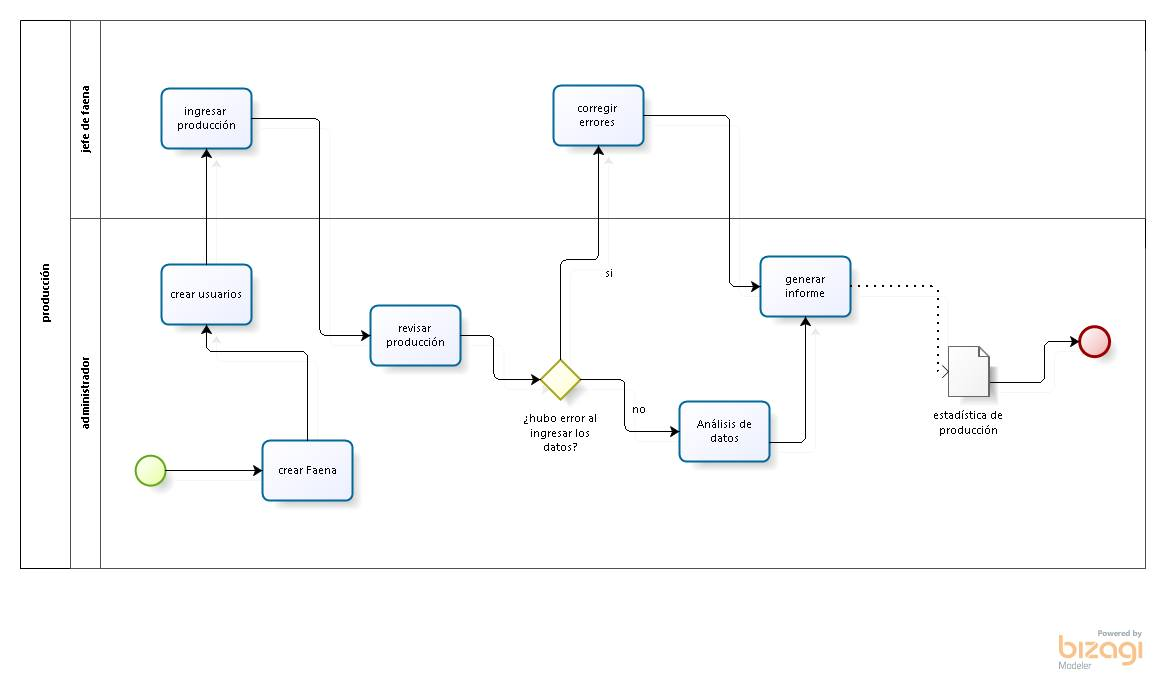 producción
jefe de faena
administrador
ingresar
producción
corregir
errores
crear usuarios
si
generar
informe
revisar
producción
¿hubo error al
ingresar los
datos?
no
Análisis de
datos
estadística de
producción
crear Faena
Powered by
bizagi
Modeler